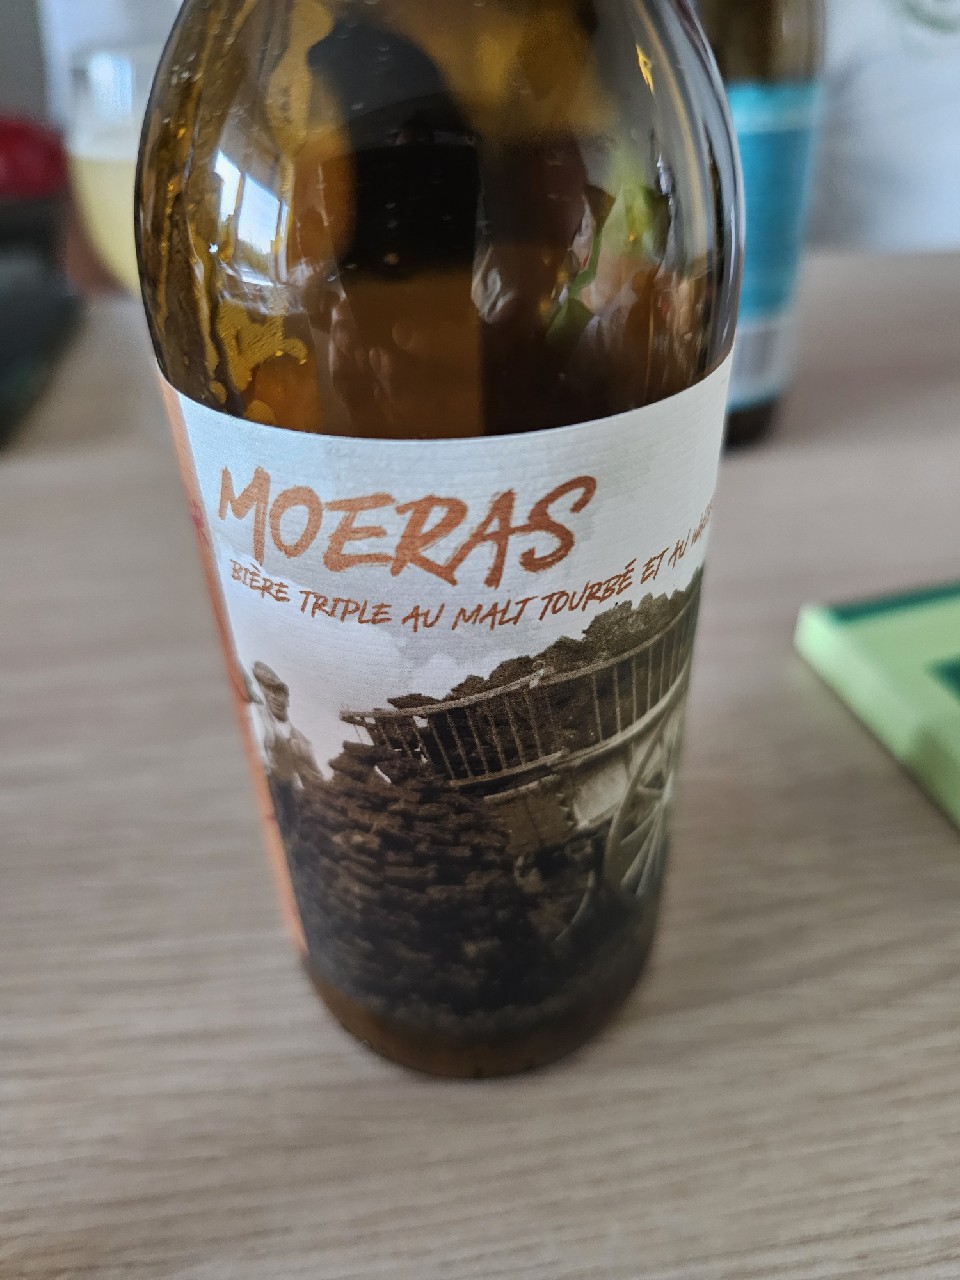 MOERAS
BIÈRE TRIPLE AU MALT TOURBÉ ET AU